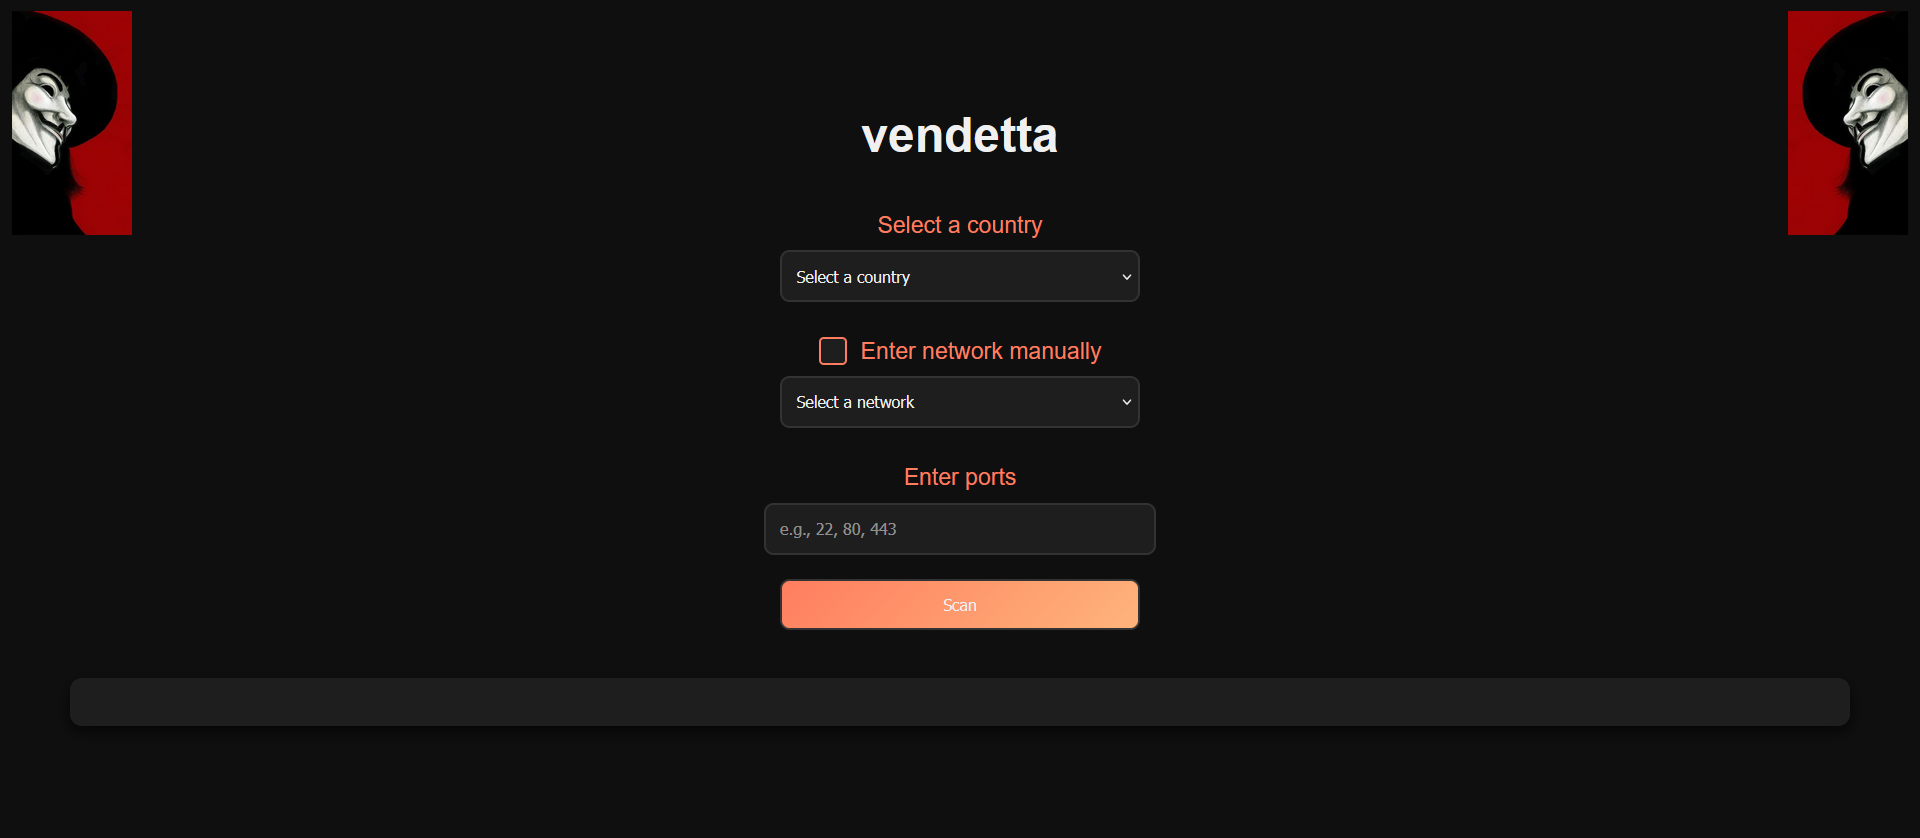 vendetta
Select a country
Select a country
Enter network manually
Select a network
Enter ports
e.g., 22, 80, 443
Scan